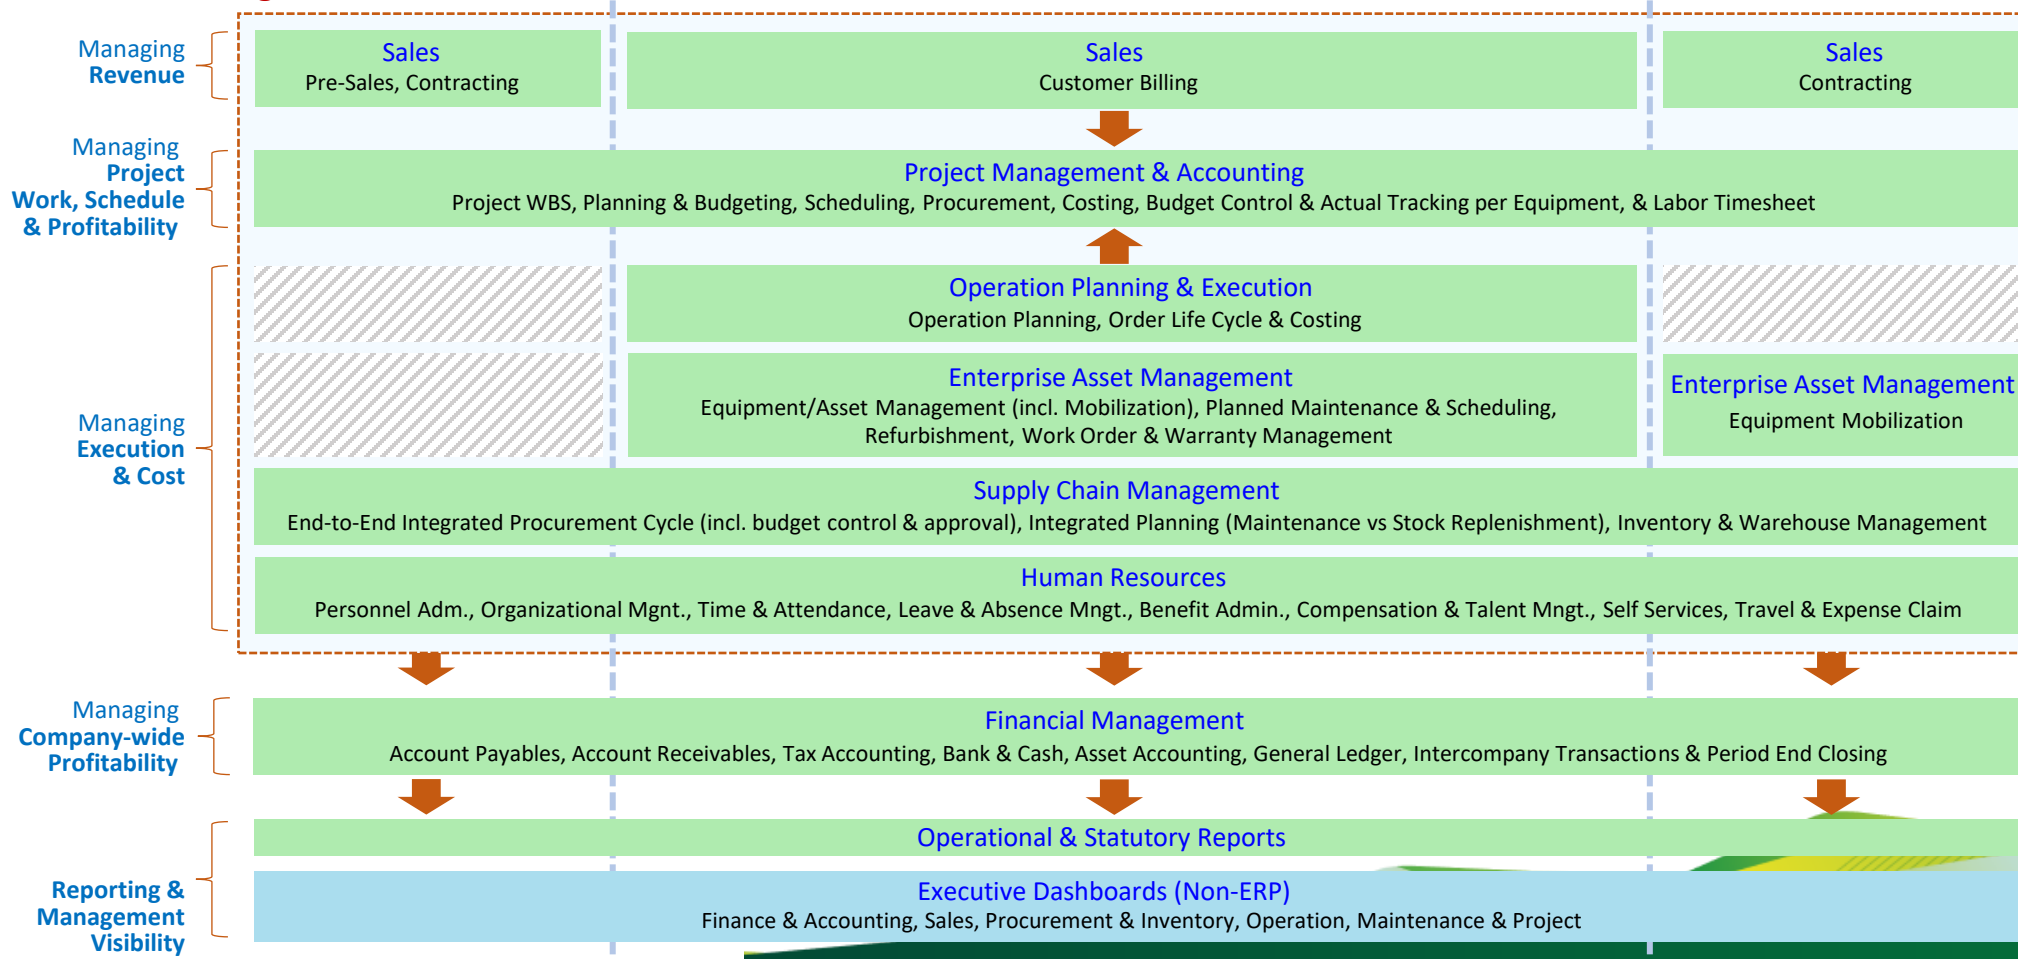 Managing
Revenue
Sales
Pre-Sales, Contracting
Sales
Customer Billing
Sales
Contracting
Managing
Project
Work, Schedule
& Profitability
Project Management & Accounting
Project WBS, Planning & Budgeting, Scheduling, Procurement, Costing, Budget Control & Actual Tracking per Equipment, & Labor Timesheet
Managing
Execution
& Cost
Operation Planning & Execution
Operation Planning, Order Life Cycle & Costing
Enterprise Asset Management
Equipment/Asset Management (incl. Mobilization), Planned Maintenance & Scheduling,
Refurbishment, Work Order & Warranty Management
Enterprise Asset Management
Equipment Mobilization
Supply Chain Management
End-to-End Integrated Procurement Cycle (incl. budget control & approval), Integrated Planning (Maintenance vs Stock Replenishment), Inventory & Warehouse Management
Human Resources
Personnel Adm., Organizational Mgnt., Time & Attendance, Leave & Absence Mngt., Benefit Admin., Compensation & Talent Mngt., Self Services, Travel & Expense Claim
Managing
Company-wide
Profitability
Financial Management
Account Payables, Account Receivables, Tax Accounting, Bank & Cash, Asset Accounting, General Ledger, Intercompany Transactions & Period End Closing
Reporting &
Management
Visibility
Operational & Statutory Reports
Executive Dashboards (Non-ERP)
Finance & Accounting, Sales, Procurement & Inventory, Operation, Maintenance & Project